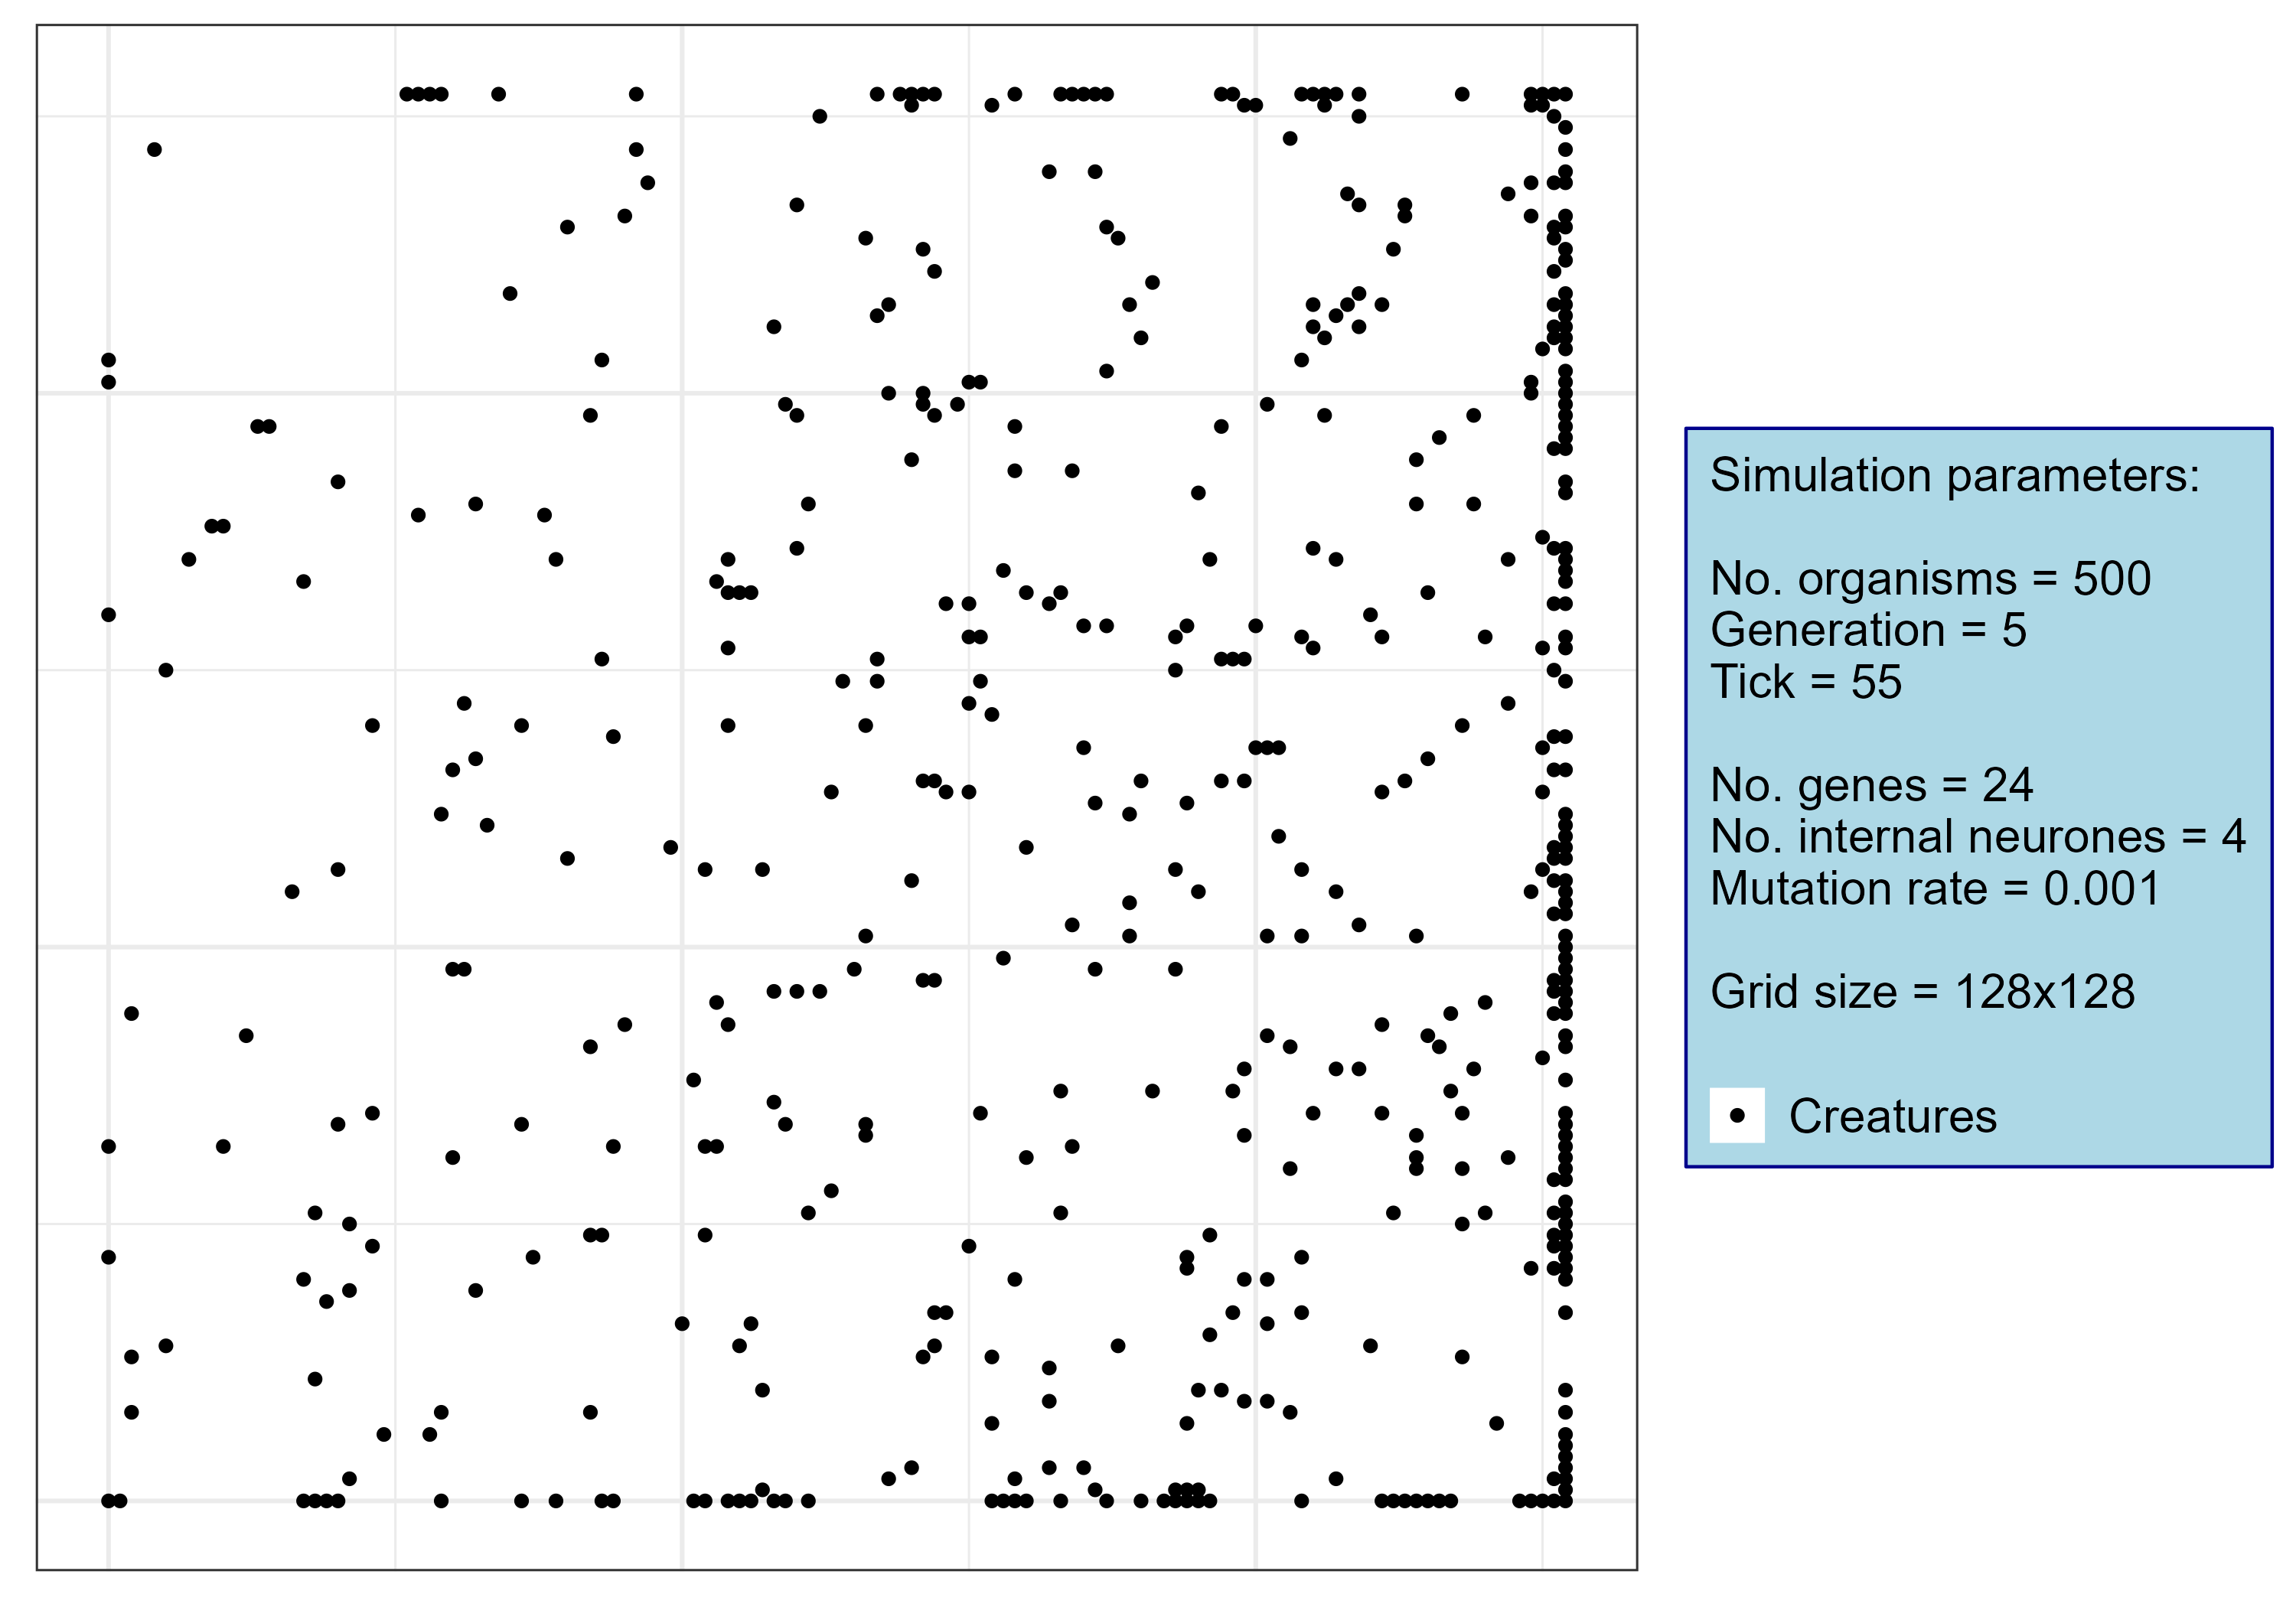 Simulation parameters:
No. organisms = 500
Generation = 5
Tick = 55
No. genes = 24
No. internal neurones = 4
Mutation rate = 0.001
Grid size = 128x128
Creatures